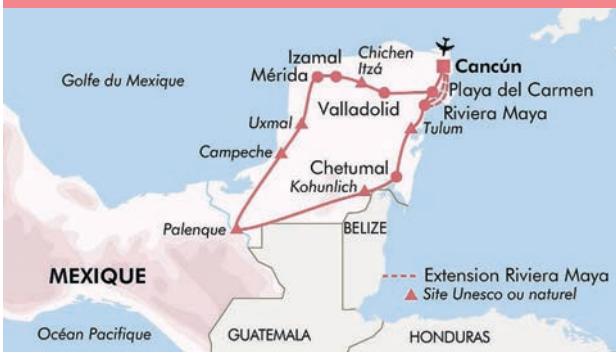 Izamal
Chichen
Itzá
Cancún
Golfe du Mexique
Mérida
Playa del Carmen
Valladolid
Riviera Maya
Uxmal
Tulum
Campeche
Chetumal
Kohunlich
Palenque
BELIZE
MEXIQUE
Extension Riviera Maya
Site Unesco ou naturel
Océan Pacifique
GUATEMALA
HONDURAS